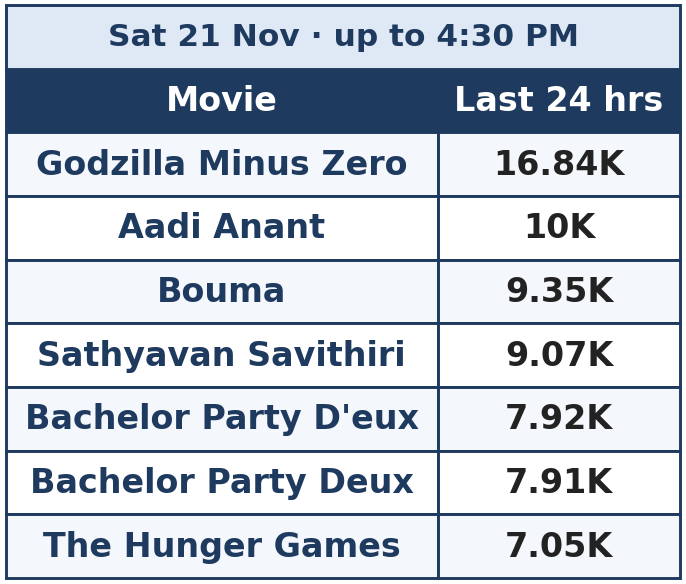 Sat 21 Nov · up to 4:30 PM
Movie Last 24 hrs
Godzilla Minus Zero 16.84K
Aadi Anant 10K
Bouma 9.35K
Sathyavan Savithiri 9.07K
Bachelor Party D'eux 7.92K
Bachelor Party Deux 7.91K
The Hunger Games 7.05K